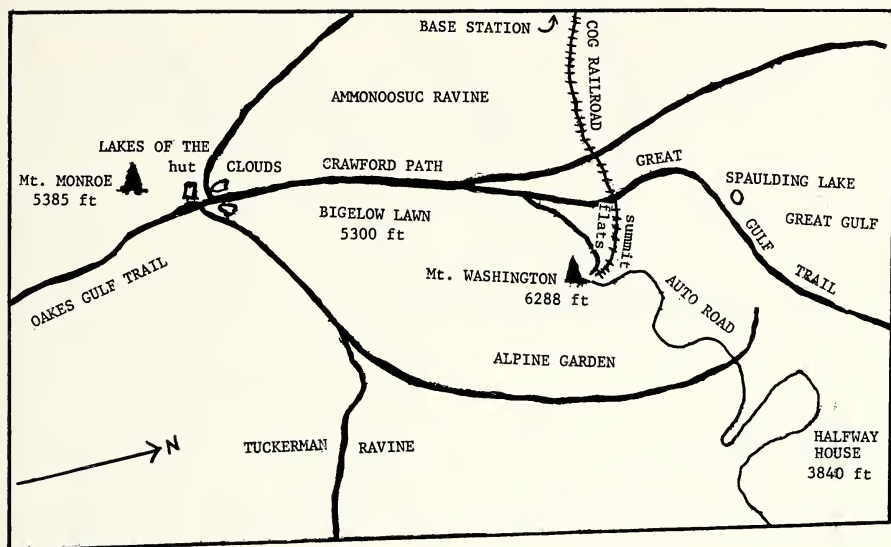 BASE STATION
COG RAILROAD
AMMONOOSUC RAVINE
LAKES OF THE
hut CLOUDS
CRAWFORD PATH
GREAT
Mt. MONROE
5385 ft
SPAULDING LAKE
GREAT GULF
BIGELOW LAWN
5300 ft
flats
summit
GULF
TRAIL
OAKES GULF TRAIL
Mt. WASHINGTON
6288 ft
AUTO ROAD
ALPINE GARDEN
TUCKERMAN RAVINE
N
HALFWAY
HOUSE
3840 ft